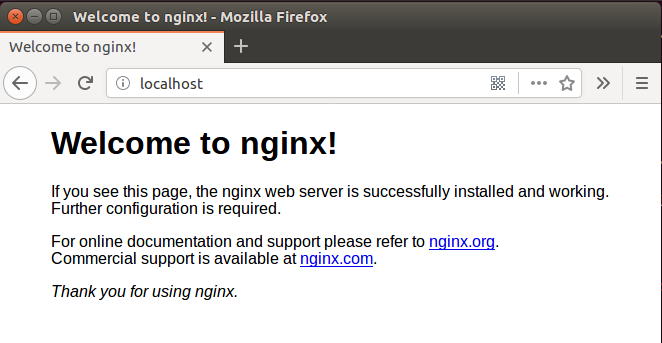 Welcome to nginx! - Mozilla Firefox
Welcome to nginx!
localhost
Welcome to nginx!
If you see this page, the nginx web server is successfully installed and working.
Further configuration is required.
For online documentation and support please refer to nginx.org.
Commercial support is available at nginx.com.
Thank you for using nginx.